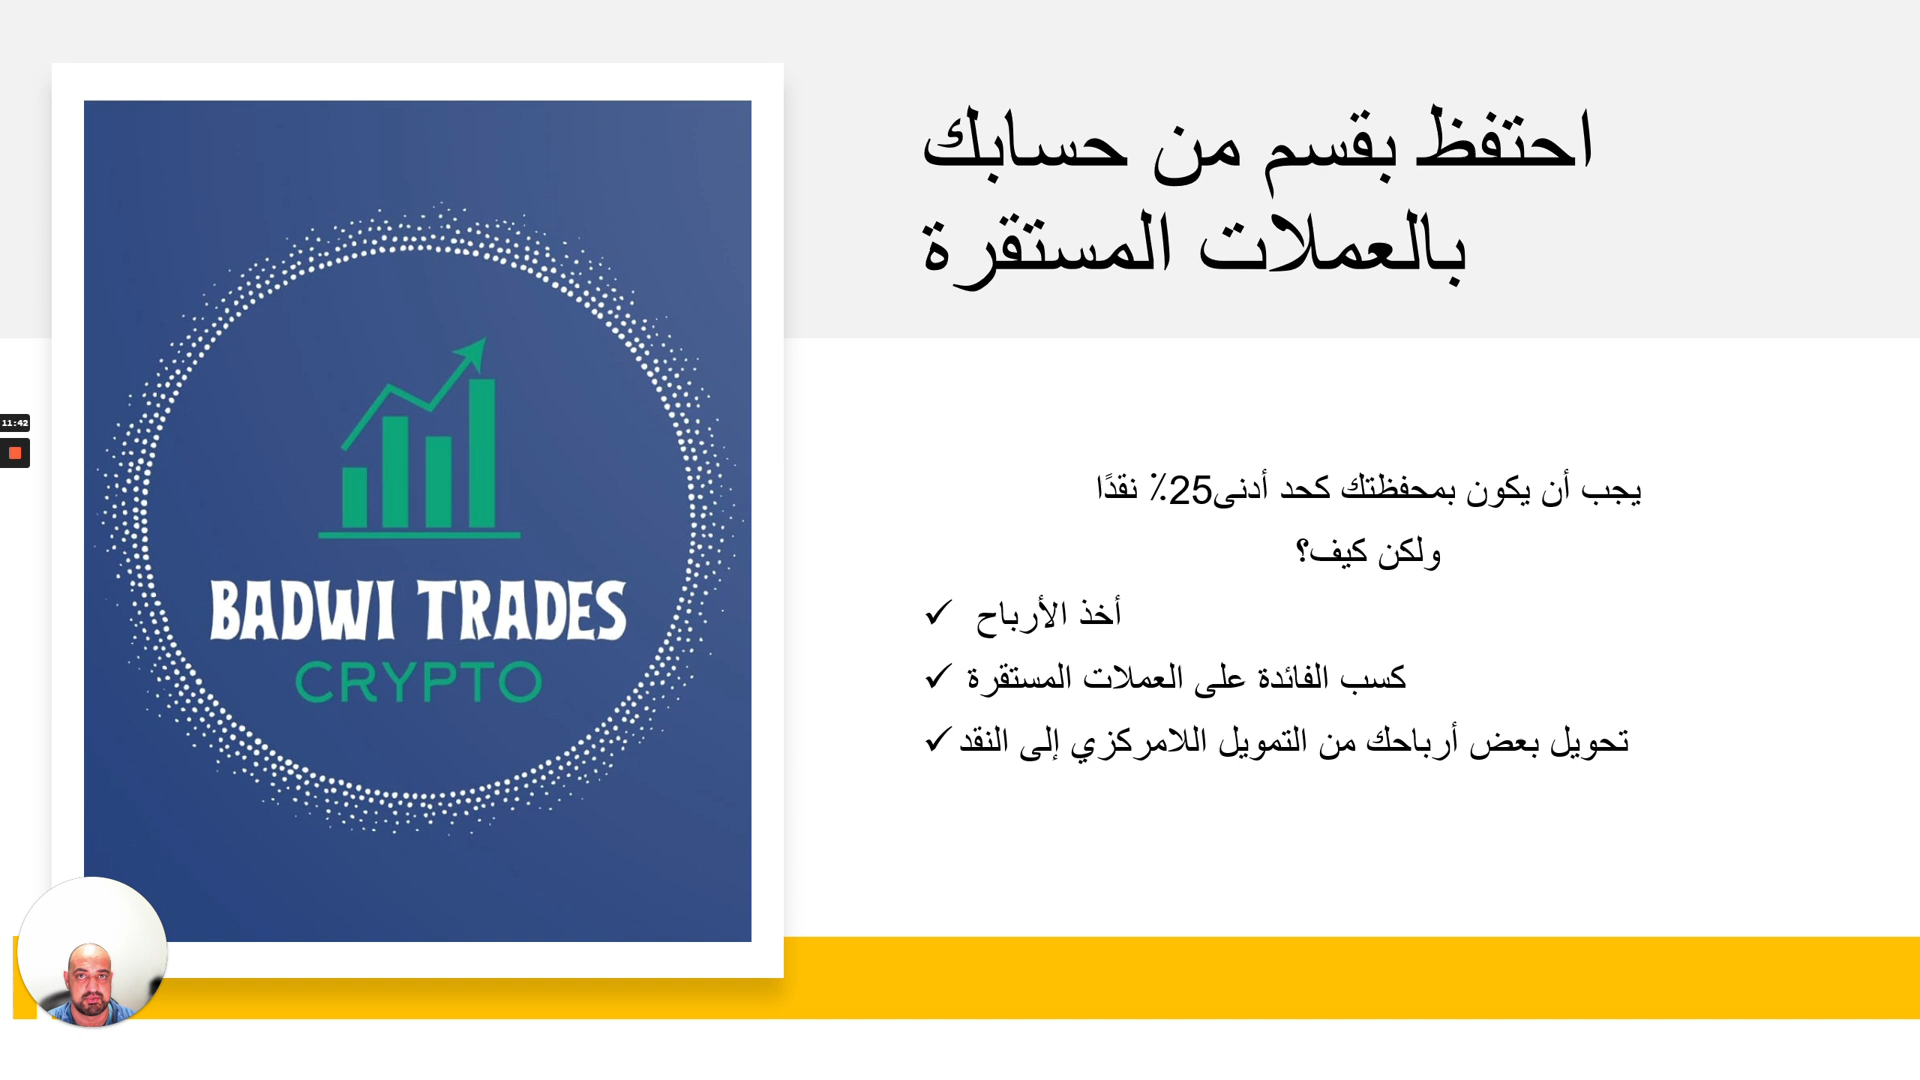 احتفظ بقسم من حسابك
بالعملات المستقرة
11:42
BADWI TRADES
CRYPTO
يجب أن يكون بمحفظتك كحد أدنى25٪ نقدًا
ولكن كيف؟
✓ أخذ الأرباح
✓ كسب الفائدة على العملات المستقرة
✓ تحويل بعض أرباحك من التمويل اللامركزي إلى النقد